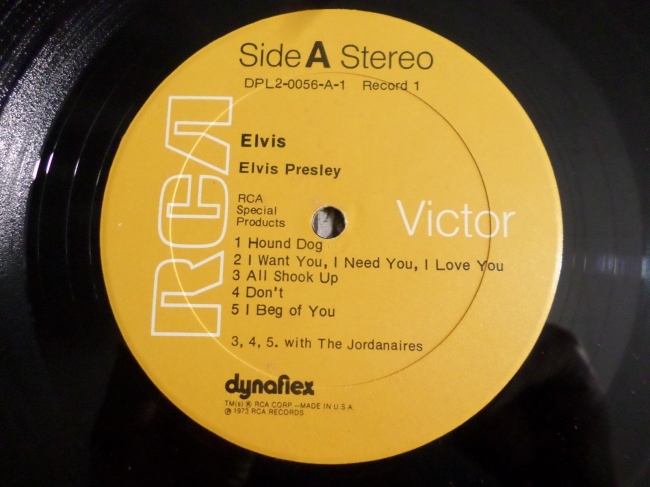 Side A Stereo
DPL2-0056-A-1 Record 1
RCA
Elvis
Elvis Presley
RCA
Special
Products
Victor
1 Hound Dog
2 I Want You, I Need You, I Love You
3 All Shook Up
4 Don't
5 I Beg of You
3, 4, 5. with The Jordanaires
dynaflex
TM(s) ® RCA CORP.—MADE IN U.S.A.
℗ 1973 RCA RECORDS